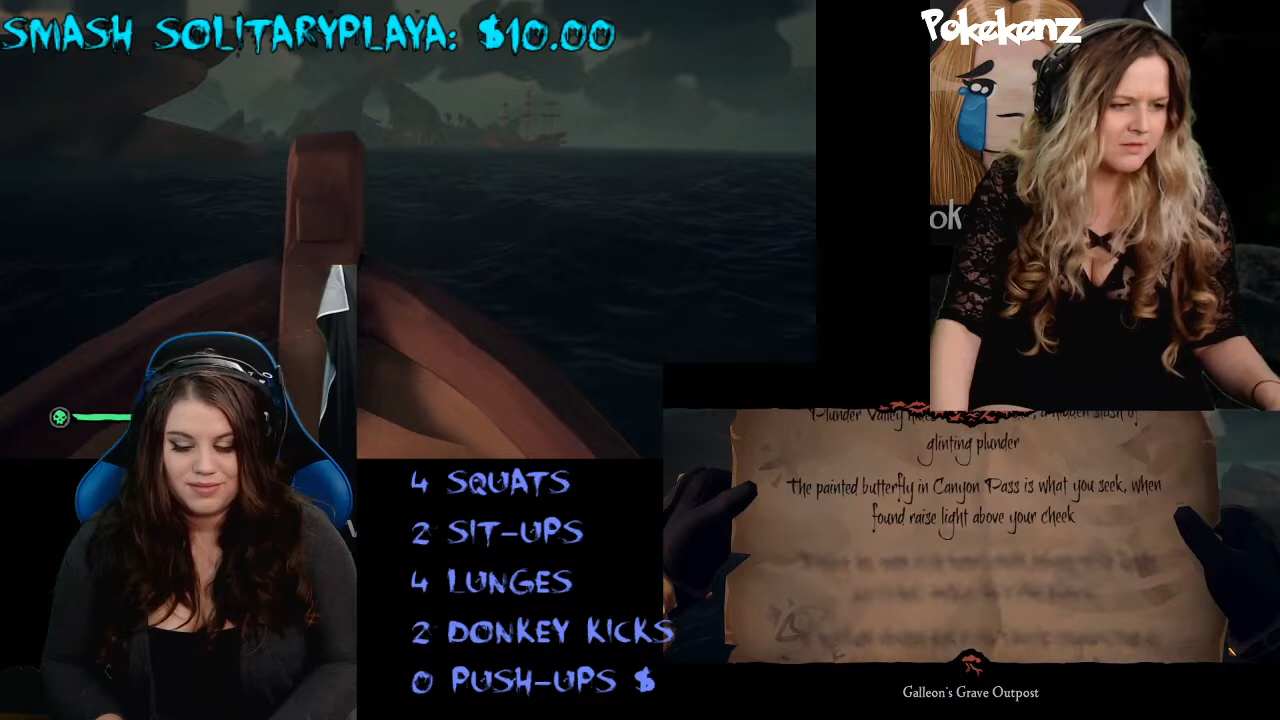 SMASH SOLITARYPLAYA: $10.00
Pokekenz
ok
Plunder Valley
glinting plunder
The painted butterfly in Canyon Pass is what you seek, when
found raise light above your cheek
4 SQUATS
2 SIT-UPS
4 LUNGES
2 DONKEY KICKS
0 PUSH-UPS $
Galleon's Grave Outpost